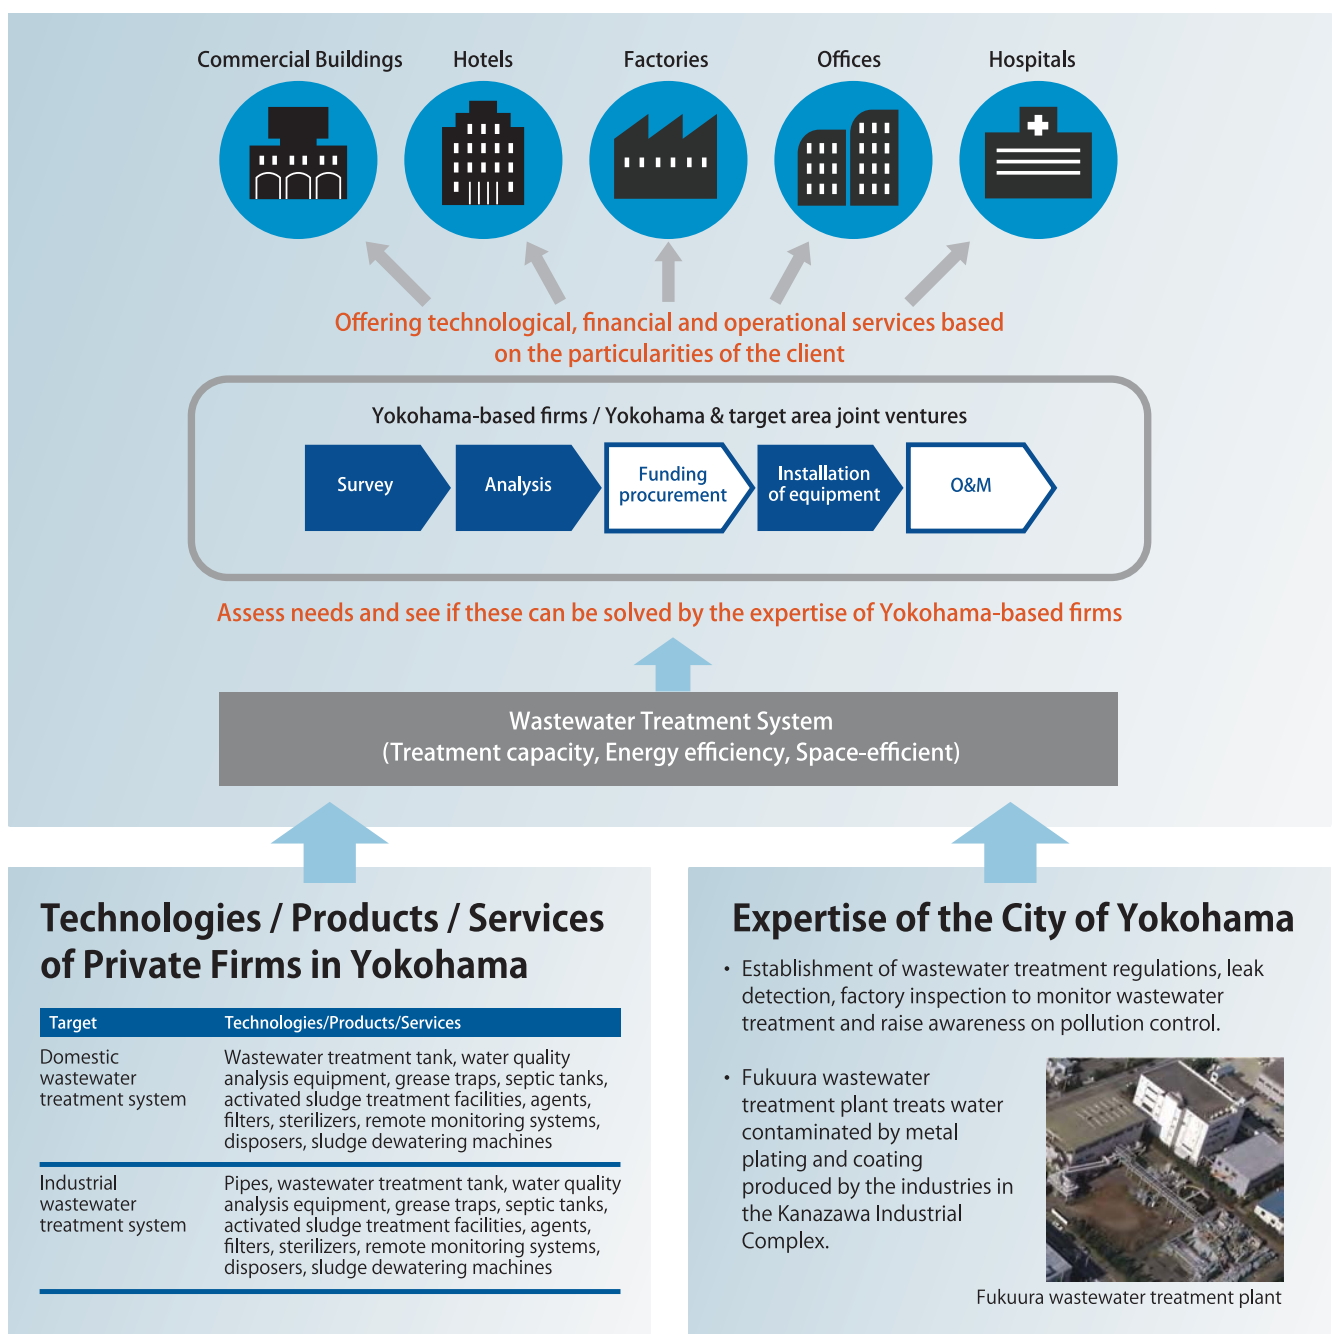 Commercial Buildings
Hotels
Factories
Offices
Hospitals
Offering technological, financial and operational services based
on the particularities of the client
Yokohama-based firms / Yokohama & target area joint ventures
Survey
Analysis
Funding
procurement
Installation
of equipment
O&M
Assess needs and see if these can be solved by the expertise of Yokohama-based firms
Wastewater Treatment System
(Treatment capacity, Energy efficiency, Space-efficient)
Technologies / Products / Services
of Private Firms in Yokohama
Target
Technologies/Products/Services
Domestic
wastewater
treatment system
Wastewater treatment tank, water quality
analysis equipment, grease traps, septic tanks,
activated sludge treatment facilities, agents,
filters, sterilizers, remote monitoring systems,
disposers, sludge dewatering machines
Industrial
wastewater
treatment system
Pipes, wastewater treatment tank, water quality
analysis equipment, grease traps, septic tanks,
activated sludge treatment facilities, agents,
filters, sterilizers, remote monitoring systems,
disposers, sludge dewatering machines
Expertise of the City of Yokohama
• Establishment of wastewater treatment regulations, leak
detection, factory inspection to monitor wastewater
treatment and raise awareness on pollution control.
• Fukuura wastewater
treatment plant treats water
contaminated by metal
plating and coating
produced by the industries in
the Kanazawa Industrial
Complex.
Fukuura wastewater treatment plant